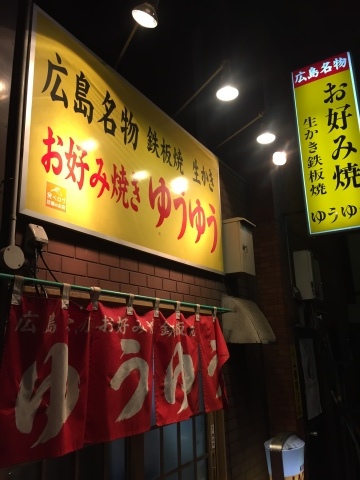 広島名物 鉄板焼 生かき
お好み焼き ゆうゆう
広島名物
お好み焼
生かき鉄板焼
ゆうゆ
広島 お好み 鉄板
ゆうゆう